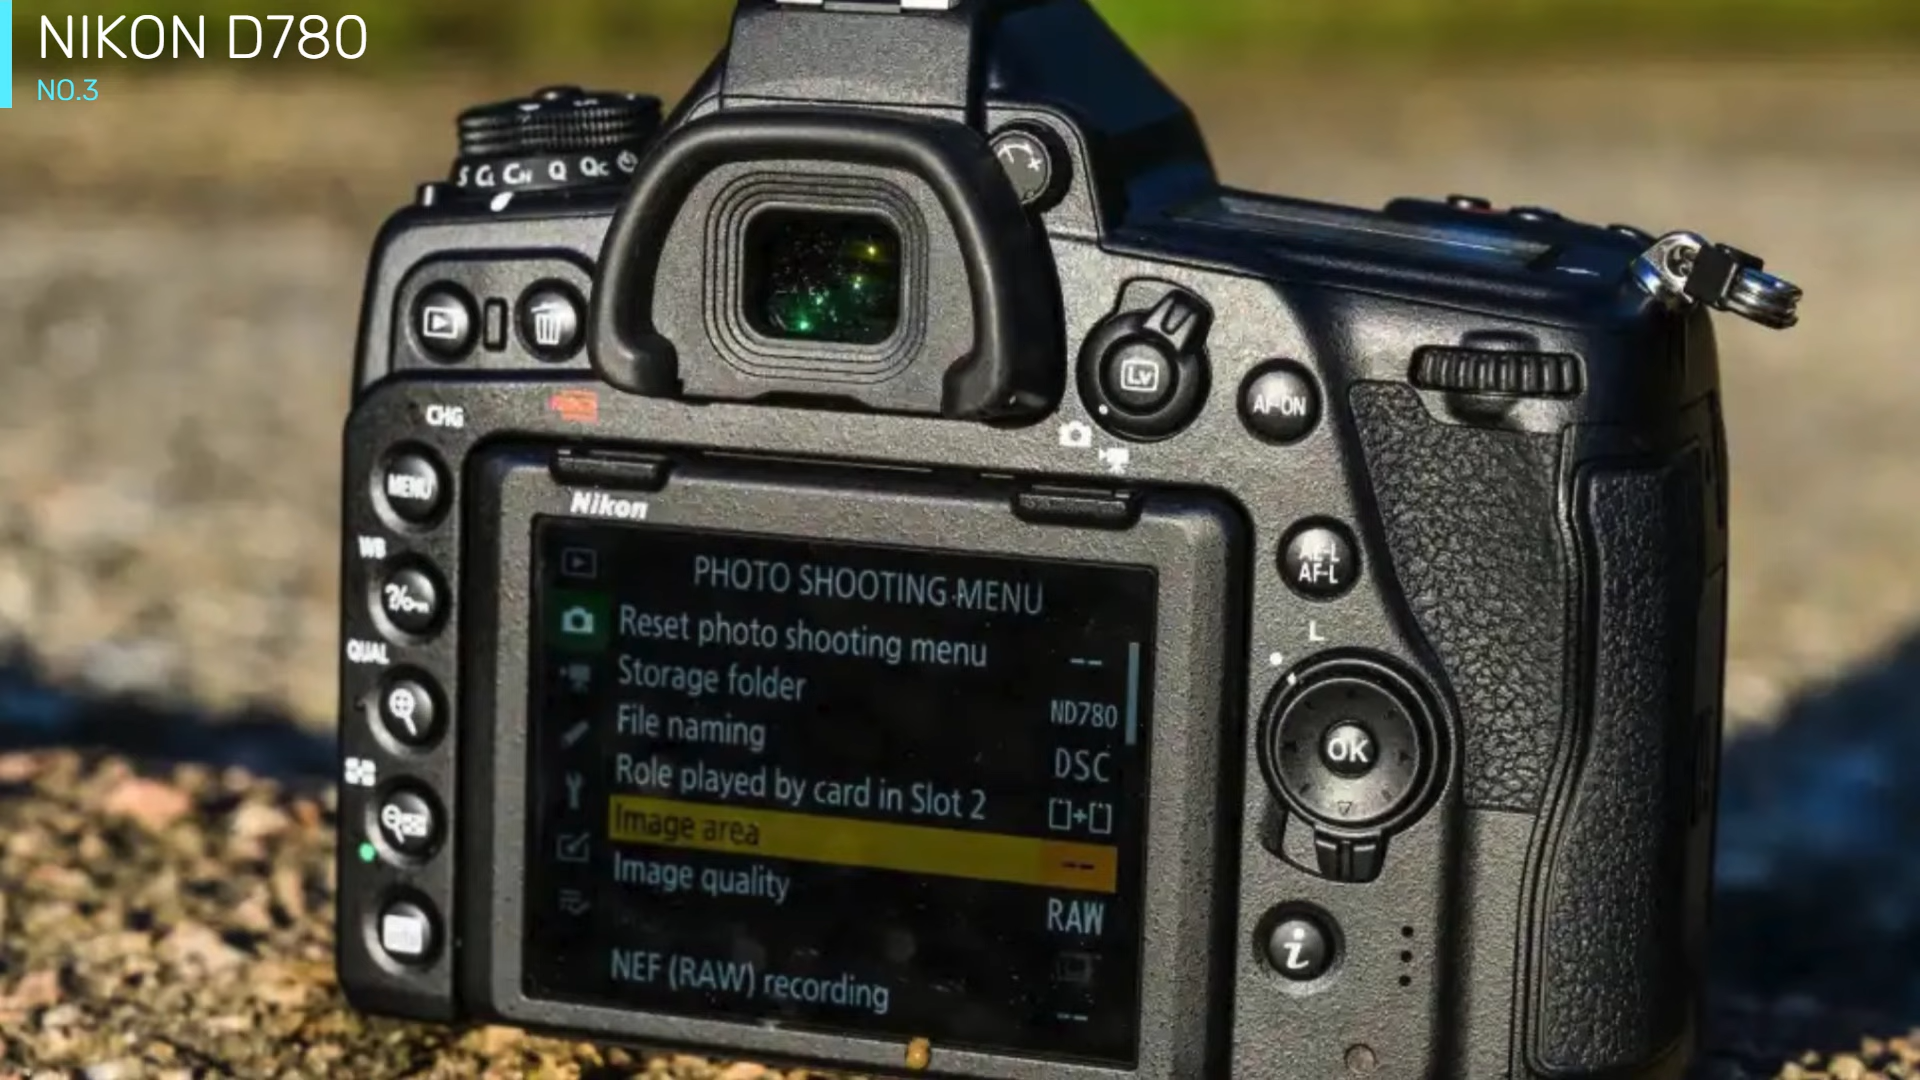 NIKON D780
NO.3
S CL CH Q QC
Lv
AF-ON
CHG
MENU
Nikon
WB
AE-L
AF-L
QUAL
L
OK
i
PHOTO SHOOTING MENU
Reset photo shooting menu --
Storage folder ND780
File naming DSC
Role played by card in Slot 2
Image area --
Image quality RAW
NEF (RAW) recording --